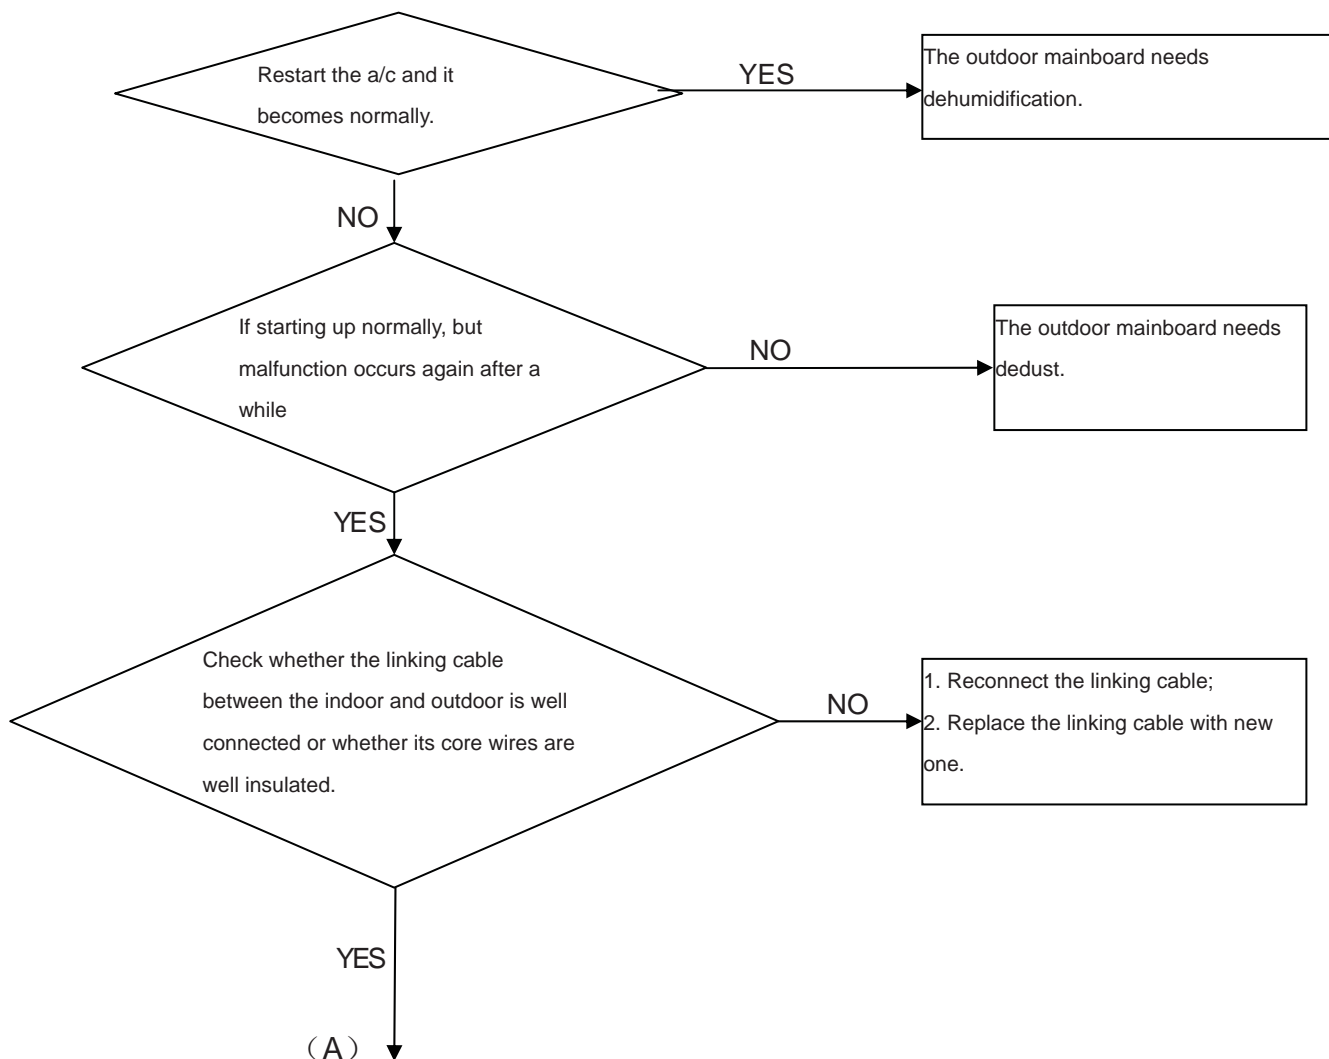 Restart the a/c and it
becomes normally.
YES
The outdoor mainboard needs
dehumidification.
NO
If starting up normally, but
malfunction occurs again after a
while
NO
The outdoor mainboard needs
dedust.
YES
Check whether the linking cable
between the indoor and outdoor is well
connected or whether its core wires are
well insulated.
NO
1. Reconnect the linking cable;
2. Replace the linking cable with new
one.
YES
（A）